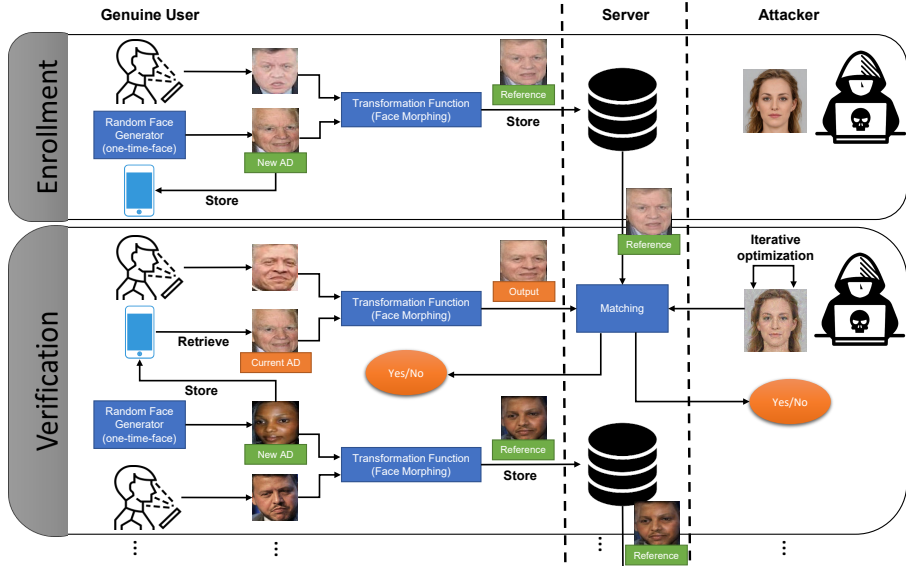 Genuine User
Server
Attacker
Enrollment
Random Face
Generator
(one-time-face)
New AD
Store
Transformation Function
(Face Morphing)
Reference
Store
Reference
Verification
Retrieve
Current AD
Transformation Function
(Face Morphing)
Output
Matching
Iterative
optimization
Yes/No
Yes/No
Store
Random Face
Generator
(one-time-face)
New AD
Transformation Function
(Face Morphing)
Reference
Store
Reference